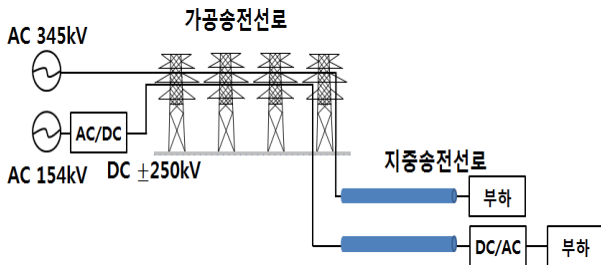 가공송전선로
AC 345kV
AC/DC
AC 154kV
DC ±250kV
지중송전선로
부하
DC/AC
부하